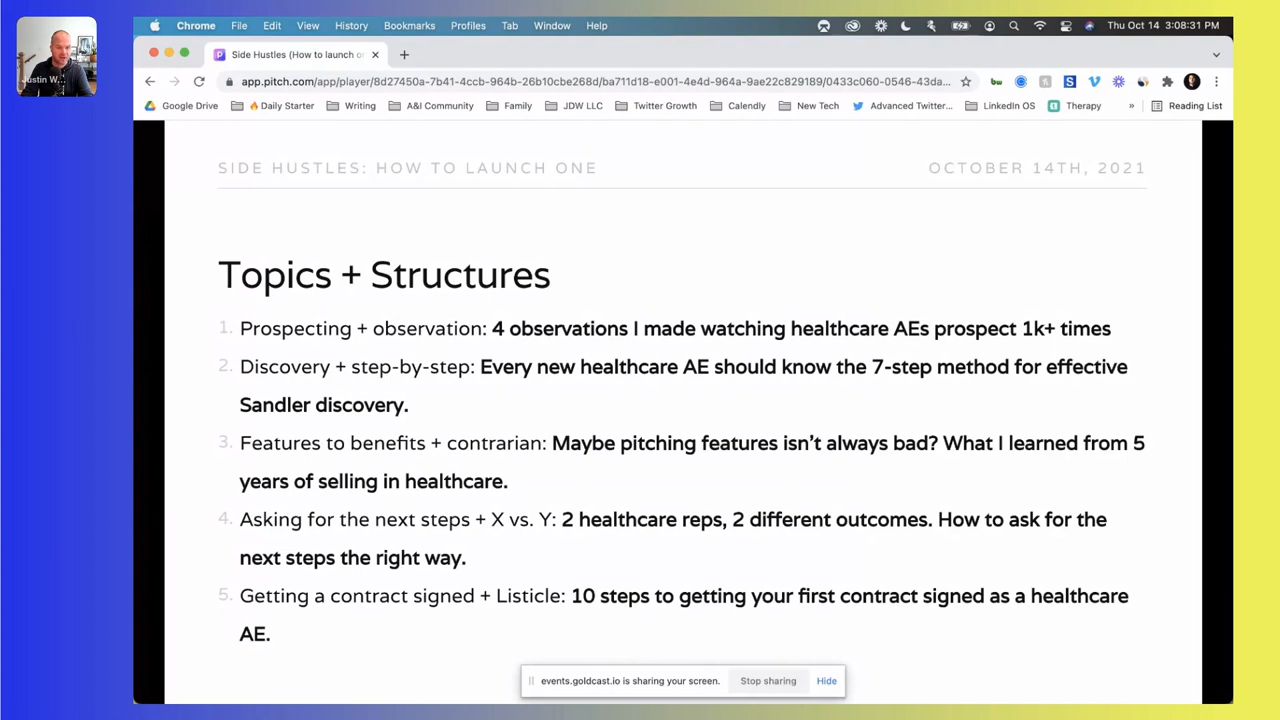 Chrome File Edit View History Bookmarks Profiles Tab Window Help Thu Oct 14 3:08:31 PM
Side Hustles (How to launch o
app.pitch.com/app/player/8d27450a-7b41-4ccb-964b-26b10cbe268d/ba711d18-e001-4e4d-964a-9ae22c829189/0433c060-0546-43da...
Google Drive Daily Starter Writing A&I Community Family JDW LLC Twitter Growth Calendly New Tech Advanced Twitter... LinkedIn OS Therapy » Reading List
Justin W...
SIDE HUSTLES: HOW TO LAUNCH ONE OCTOBER 14TH, 2021
Topics + Structures
1. Prospecting + observation: 4 observations I made watching healthcare AEs prospect 1k+ times
2. Discovery + step-by-step: Every new healthcare AE should know the 7-step method for effective
Sandler discovery.
3. Features to benefits + contrarian: Maybe pitching features isn't always bad? What I learned from 5
years of selling in healthcare.
4. Asking for the next steps + X vs. Y: 2 healthcare reps, 2 different outcomes. How to ask for the
next steps the right way.
5. Getting a contract signed + Listicle: 10 steps to getting your first contract signed as a healthcare
AE.
events.goldcast.io is sharing your screen. Stop sharing Hide